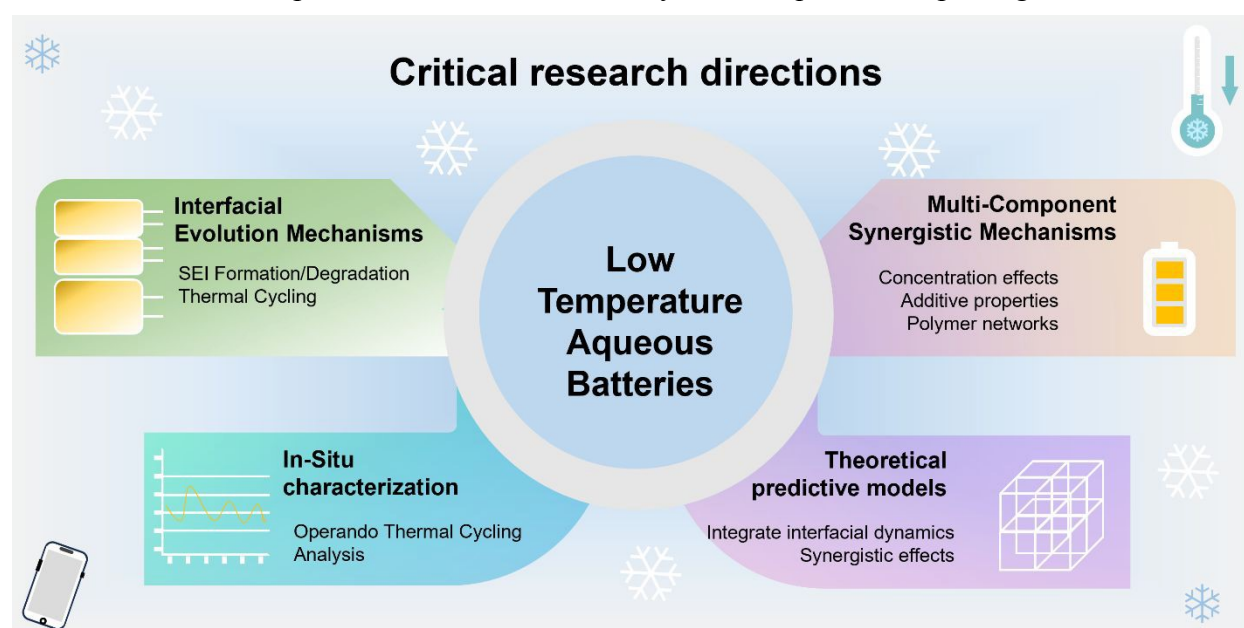 Critical research directions
Interfacial
Evolution Mechanisms
SEI Formation/Degradation
Thermal Cycling
Multi-Component
Synergistic Mechanisms
Concentration effects
Additive properties
Polymer networks
Low
Temperature
Aqueous
Batteries
In-Situ
characterization
Operando Thermal Cycling
Analysis
Theoretical
predictive models
Integrate interfacial dynamics
Synergistic effects